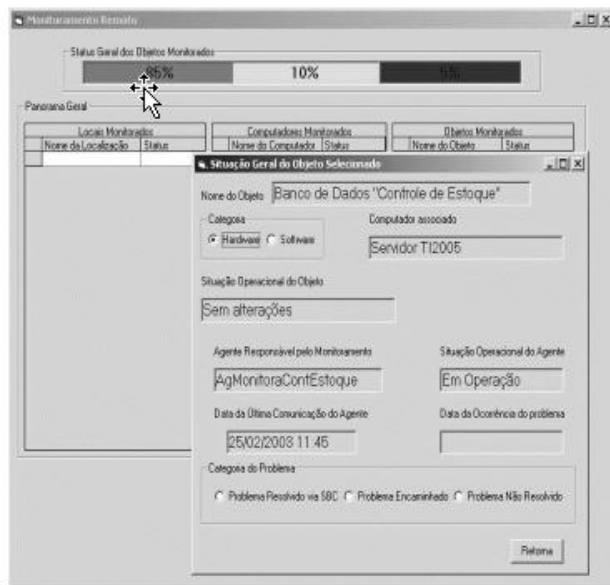 Monitoramento Remoto
Status Geral dos Objetos Monitorados
85% 10% 5%
Panorama Geral
Locais Monitorados Computadores Monitorados Objetos Monitorados
Nome da Localização Status Nome do Computador Status Nome do Objeto Status
Situação Geral do Objeto Selecionado
Nome do Objeto Banco de Dados "Controle de Estoque"
Categoria Computador associado
Hardware Software Servidor TI2005
Situação Operacional do Objeto
Sem alterações
Agente Responsável pelo Monitoramento Situação Operacional do Agente
AgMonitoraContEstoque Em Operação
Data da Última Comunicação do Agente Data da Ocorrência do problema
25/02/2003 11 45
Categoria do Problema
Problema Resolvido via SBC Problema Encaminhado Problema Não Resolvido
Retorna